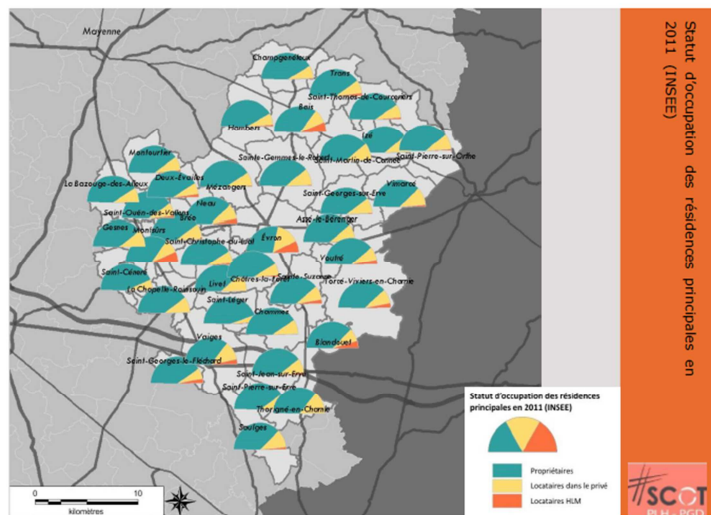 Mayenne
Champgenéteux
Trans
Saint-Thomas-de-Courceriers
Bais
Hambers
Izé
Sainte-Gemmes-le-Robert
Saint-Martin-de-Connée
Saint-Pierre-sur-Orthe
Montourtier
Deux-Évailles
La Bazouge-des-Alleux
Mézangers
Vimarcé
Saint-Georges-sur-Erve
Neau
Saint-Ouën-des-Vallons
Brée
Assé-le-Bérenger
Gesnes
Montsûrs
Saint-Christophe-du-Luat
Évron
Voutré
Saint-Céneré
Châtres-la-Forêt
Sainte-Suzanne
Torcé-Viviers-en-Charnie
Livet
La Chapelle-Rainsouin
Saint-Léger
Chammes
Blandouet
Vaiges
Saint-Georges-le-Fléchard
Saint-Jean-sur-Erve
Saint-Pierre-sur-Erve
Thorigné-en-Charnie
Saulges
0 10
kilomètres
Statut d'occupation des résidences
principales en 2011 (INSEE)
Propriétaires
Locataires dans le privé
Locataires HLM
Statut d'occupation des résidences principales en
2011 (INSEE)
SCOT
PLH - PGD